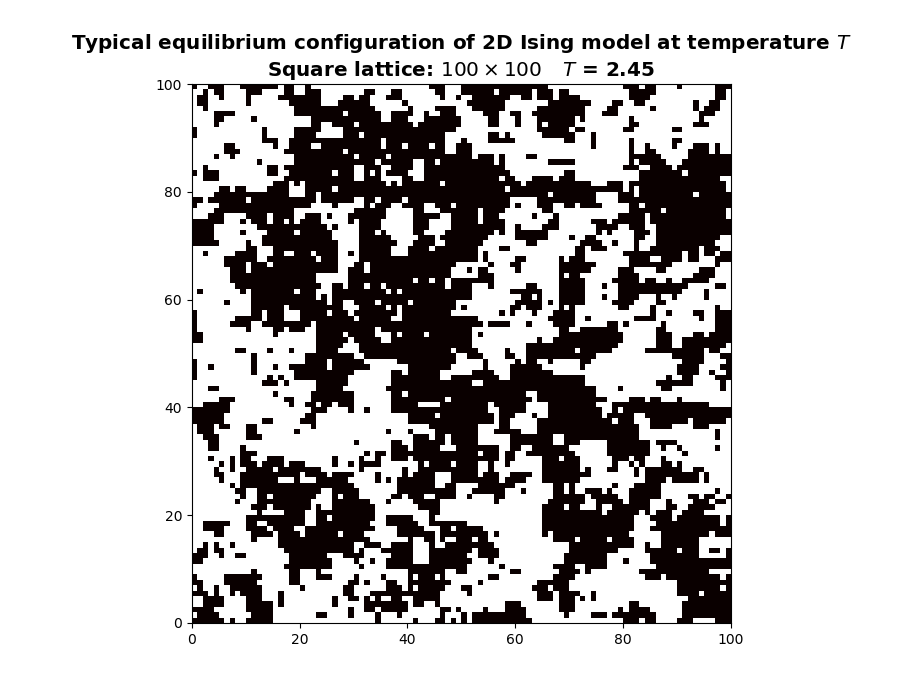 Typical equilibrium configuration of 2D Ising model at temperature T
Square lattice: 100 × 100 T = 2.45
100
80
60
40
20
0
0 20 40 60 80 100